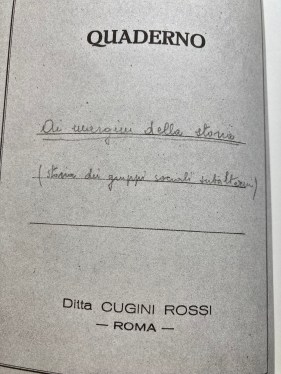 QUADERNO
Ai margini della storia
(storia dei gruppi sociali subalterni)
Ditta CUGINI ROSSI
— ROMA —